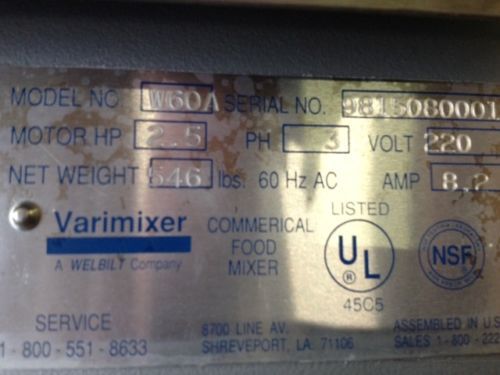 MODEL NO. W60A SERIAL NO. 9815080001
MOTOR HP 2.5 PH 3 VOLT 220
NET WEIGHT 546 lbs. 60 Hz AC AMP 8.2
Varimixer
A WELBILT Company
COMMERICAL
FOOD
MIXER
LISTED
UL
®
45C5
NSF
®
SERVICE
1-800-551-8633
8700 LINE AV.
SHREVEPORT, LA. 71106
ASSEMBLED IN U.S
SALES 1-800-222